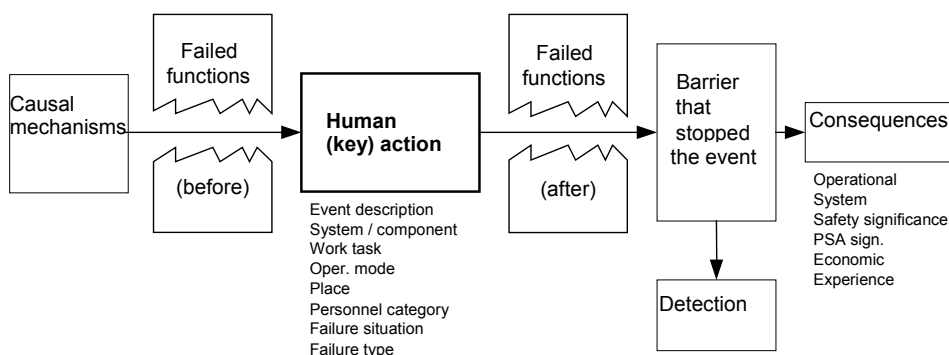 Causal
mechanisms
Failed
functions
(before)
Human
(key) action
Event description
System / component
Work task
Oper. mode
Place
Personnel category
Failure situation
Failure type
Failed
functions
(after)
Barrier
that
stopped
the event
Detection
Consequences
Operational
System
Safety significance
PSA sign.
Economic
Experience